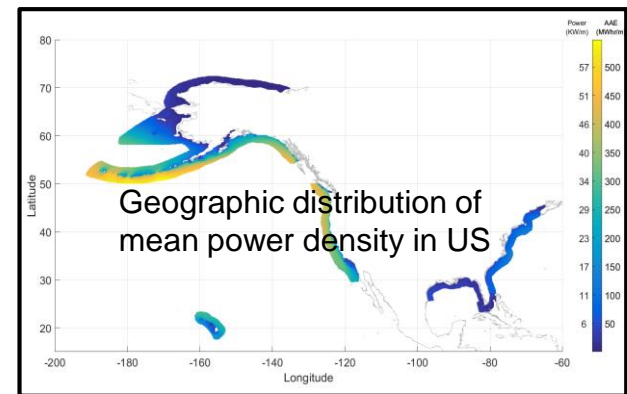 Power AAE
(KW/m) (MWhr/m
80
70
60
50
40
30
20
Latitude
Geographic distribution of
mean power density in US
-200 -180 -160 -140 -120 -100 -80 -60
Longitude
57 500
51 450
46 400
40 350
34 300
29 250
23 200
17 150
11 100
6 50